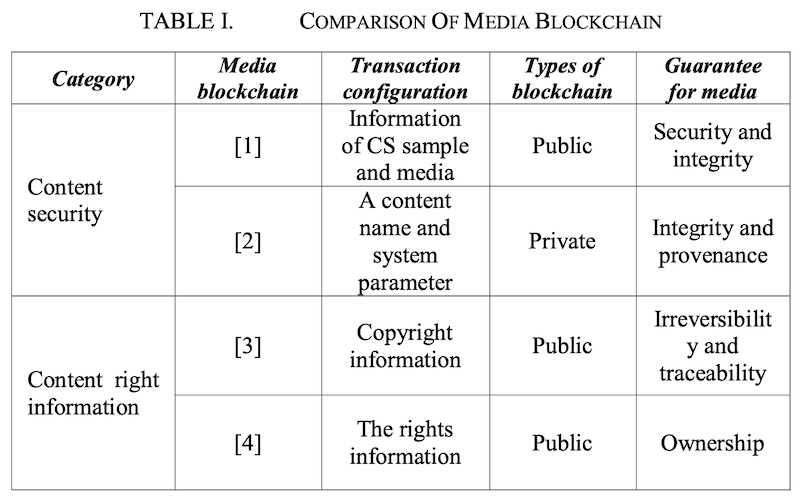 TABLE I. COMPARISON OF MEDIA BLOCKCHAIN
Category
Media
blockchain
Transaction
configuration
Types of
blockchain
Guarantee
for media
Content
security
[1]
Information
of CS sample
and media
Public
Security and
integrity
[2]
A content
name and
system
parameter
Private
Integrity and
provenance
Content right
information
[3]
Copyright
information
Public
Irreversibilit
y and
traceability
[4]
The rights
information
Public
Ownership